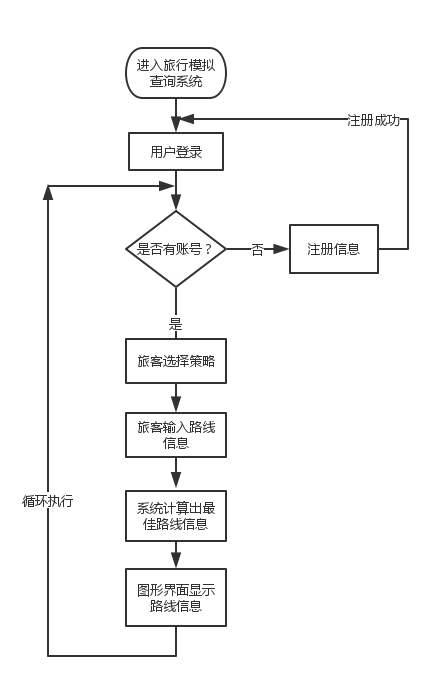 进入旅行模拟
查询系统
注册成功
用户登录
是否有账号？
否
注册信息
是
旅客选择策略
旅客输入路线
信息
循环执行
系统计算出最
佳路线信息
图形界面显示
路线信息